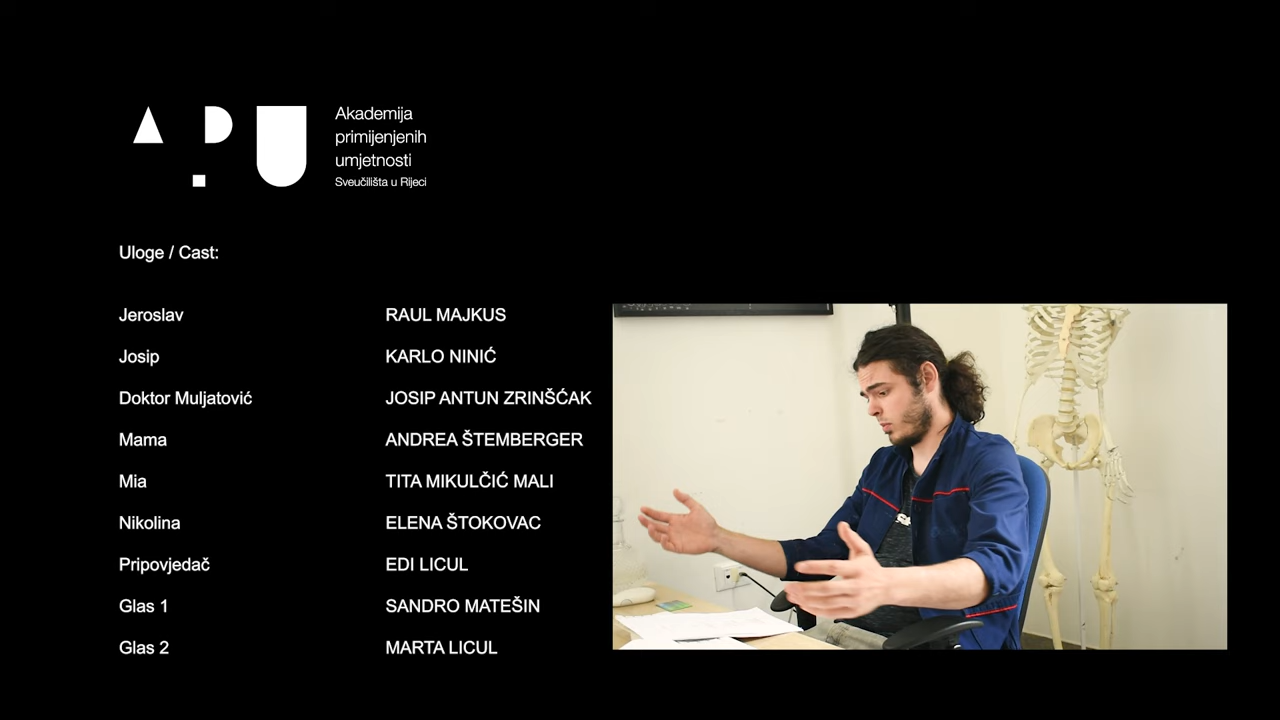 A.PU
Akademija
primijenjenih
umjetnosti
Sveučilišta u Rijeci
Uloge / Cast:
Jeroslav RAUL MAJKUS
Josip KARLO NINIĆ
Doktor Muljatović JOSIP ANTUN ZRINŠĆAK
Mama ANDREA ŠTEMBERGER
Mia TITA MIKULČIĆ MALI
Nikolina ELENA ŠTOKOVAC
Pripovjedač EDI LICUL
Glas 1 SANDRO MATEŠIN
Glas 2 MARTA LICUL